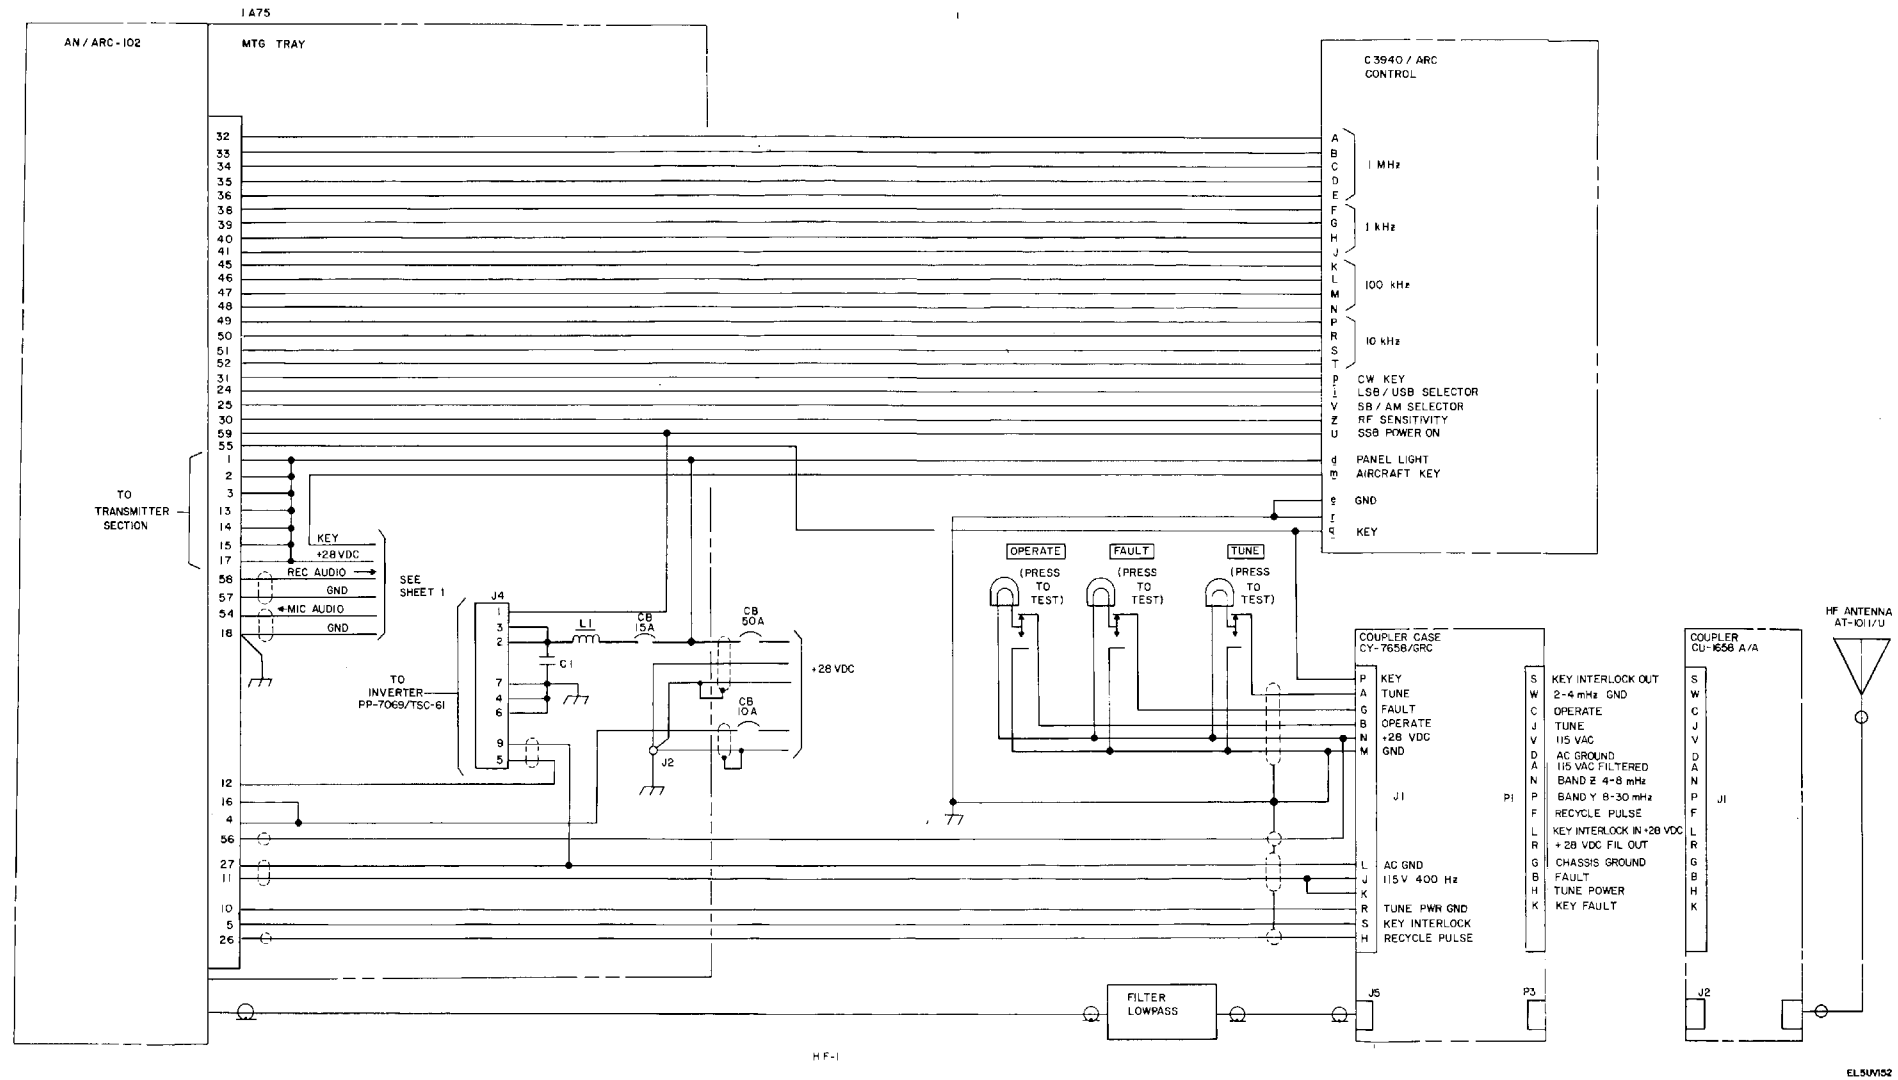 1A75
AN/ARC-102
MTG TRAY
C3940/ARC
CONTROL
32
33
34
35
36
38
39
40
41
45
46
47
48
49
50
51
52
31
24
25
30
59
55
1
2
3
13
14
15
17
58
57
54
18
12
16
4
56
27
11
10
5
26
TO
TRANSMITTER
SECTION
KEY
+28VDC
REC AUDIO
GND
MIC AUDIO
GND
SEE
SHEET 1
A
B
C
D
E
1 MHz
F
G
H
J
1 kHz
K
L
M
N
100 kHz
P
R
S
T
10 kHz
p CW KEY
i LSB/USB SELECTOR
V SB/AM SELECTOR
Z RF SENSITIVITY
U SSB POWER ON
d PANEL LIGHT
m AIRCRAFT KEY
e GND
r
q KEY
J4
1
3
2
7
4
6
9
5
L1
C1
CB
15A
CB
50A
CB
10A
+28 VDC
J2
TO
INVERTER
PP-7069/TSC-61
OPERATE
(PRESS
TO
TEST)
FAULT
(PRESS
TO
TEST)
TUNE
(PRESS
TO
TEST)
COUPLER CASE
CY-7658/GRC
P KEY
A TUNE
G FAULT
B OPERATE
N +28 VDC
M GND
J1
L AC GND
J 115V 400 Hz
K
R TUNE PWR GND
S KEY INTERLOCK
H RECYCLE PULSE
J5
P1
P3
S KEY INTERLOCK OUT
W 2-4 mHz GND
C OPERATE
J TUNE
V 115 VAC
D AC GROUND
A 115 VAC FILTERED
N BAND Z 4-8 mHz
P BAND Y 8-30 mHz
F RECYCLE PULSE
L KEY INTERLOCK IN +28 VDC
R +28 VDC FIL OUT
G CHASSIS GROUND
B FAULT
H TUNE POWER
K KEY FAULT
COUPLER
CU-1658 A/A
S
W
C
J
V
D
A
N
P
F
L
R
G
B
H
K
J1
J2
HF ANTENNA
AT-1011/U
FILTER
LOWPASS
HF-1
EL5UV152